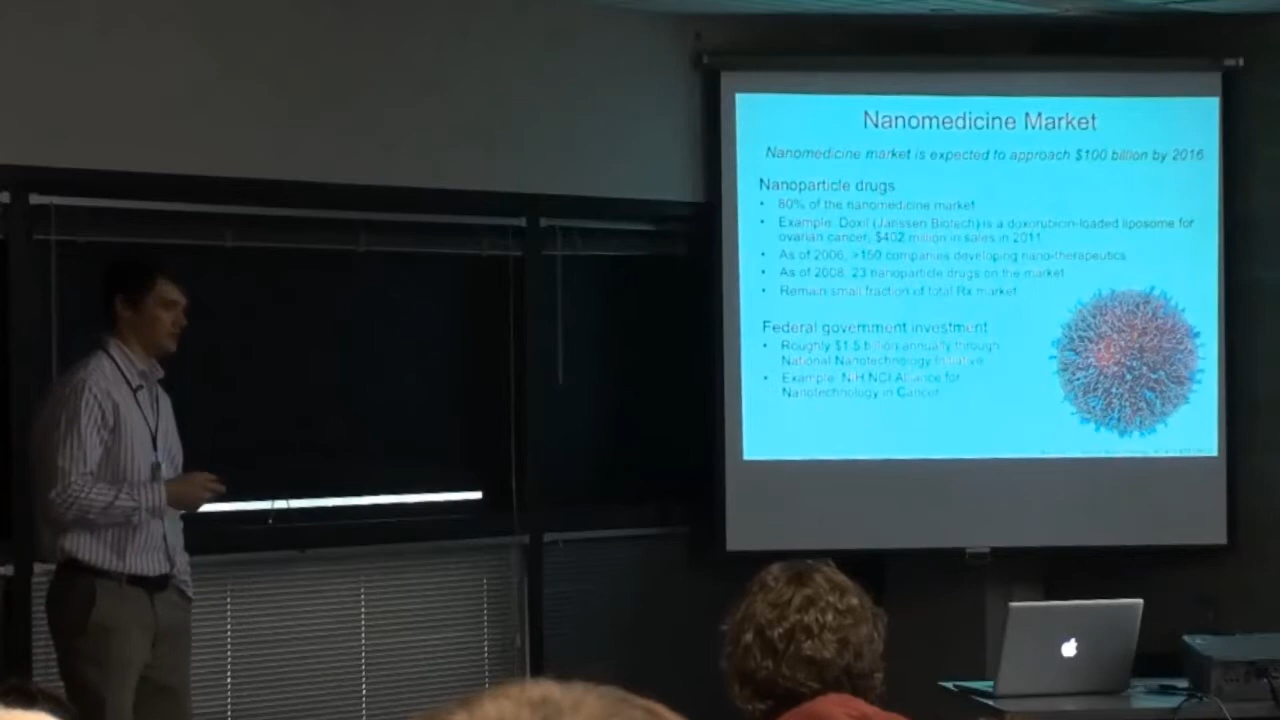 Nanomedicine Market
Nanomedicine market is expected to approach $100 billion by 2016
Nanoparticle drugs
• 80% of the nanomedicine market
• Example: Doxil (Janssen Biotech) is a doxorubicin-loaded liposome for
ovarian cancer, $402 million in sales in 2011
• As of 2006, >150 companies developing nano-therapeutics
• As of 2008, 23 nanoparticle drugs on the market
• Remain small fraction of total Rx market
Federal government investment
• Roughly $1.5 billion annually through
National Nanotechnology Initiative
• Example: NIH NCI Alliance for
Nanotechnology in Cancer